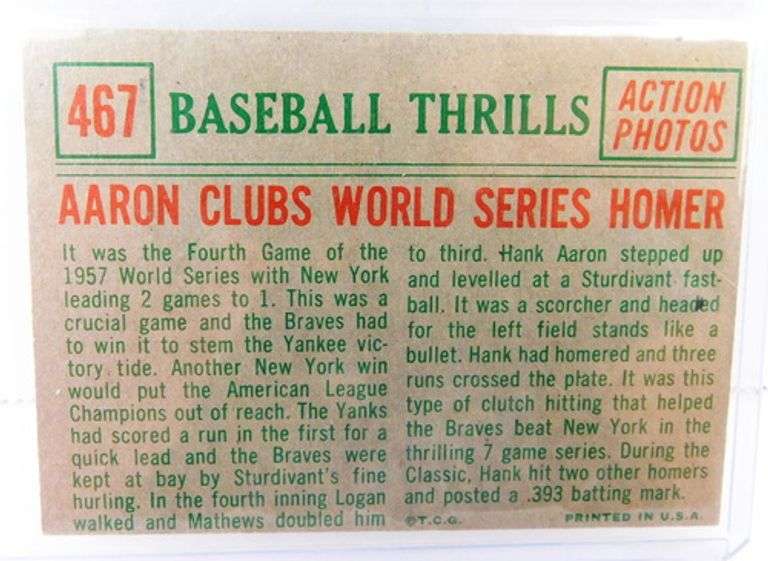 467
BASEBALL THRILLS
ACTION
PHOTOS
AARON CLUBS WORLD SERIES HOMER
It was the Fourth Game of the
1957 World Series with New York
leading 2 games to 1. This was a
crucial game and the Braves had
to win it to stem the Yankee vic-
tory tide. Another New York win
would put the American League
Champions out of reach. The Yanks
had scored a run in the first for a
quick lead and the Braves were
kept at bay by Sturdivant's fine
hurling. In the fourth inning Logan
walked and Mathews doubled him
to third. Hank Aaron stepped up
and levelled at a Sturdivant fast-
ball. It was a scorcher and headed
for the left field stands like a
bullet. Hank had homered and three
runs crossed the plate. It was this
type of clutch hitting that helped
the Braves beat New York in the
thrilling 7 game series. During the
Classic, Hank hit two other homers
and posted a .393 batting mark.
©T.C.G.
PRINTED IN U.S.A.